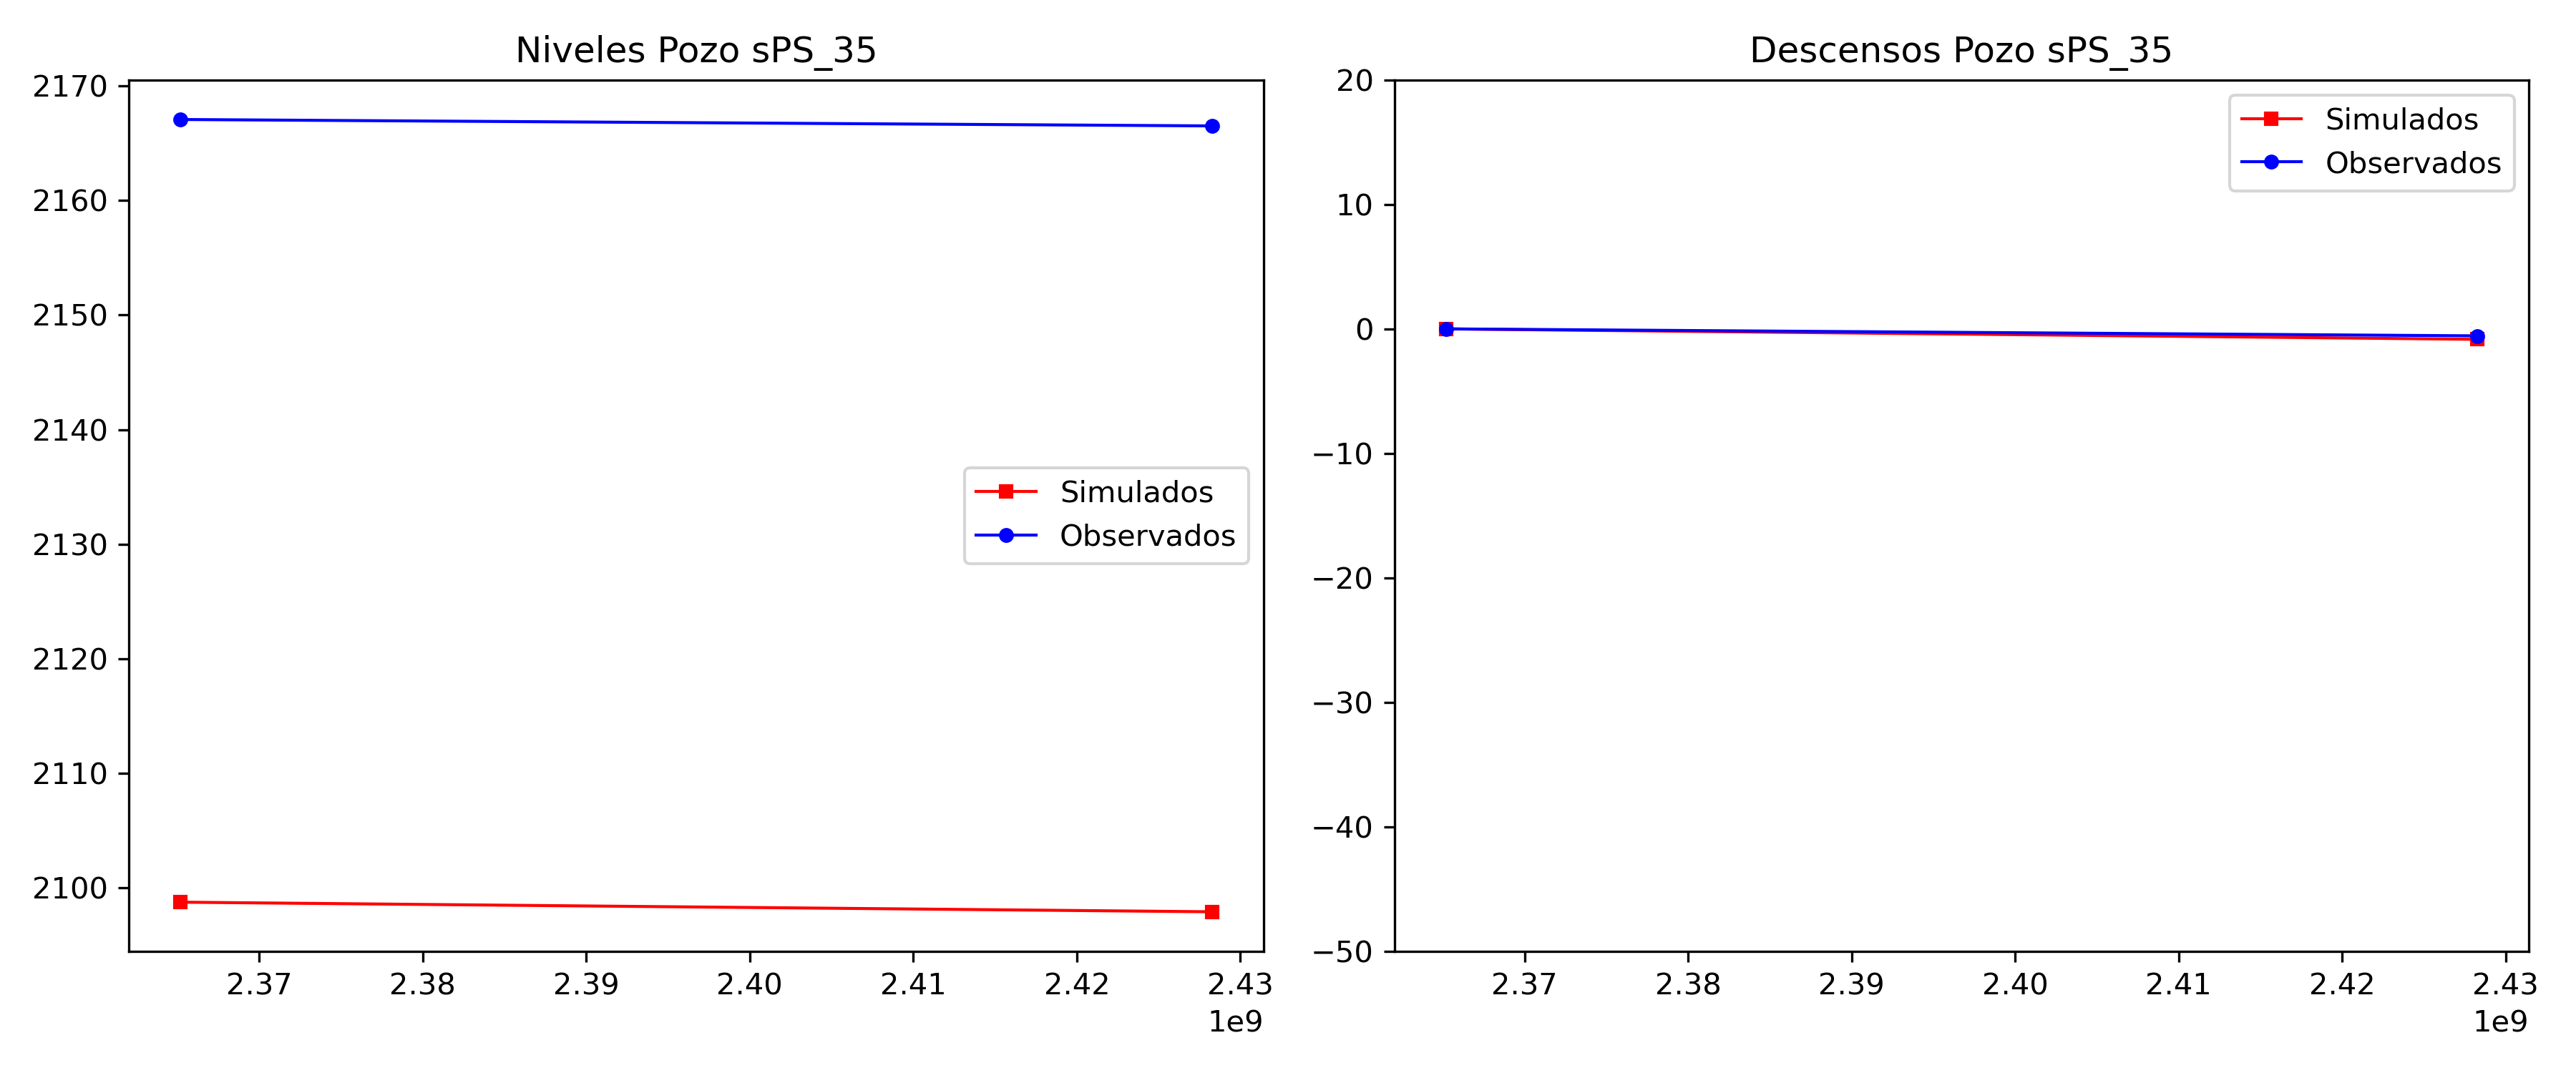 Niveles Pozo sPS_35
2170
2160
2150
2140
2130
2120
2110
2100
Simulados
Observados
2.37 2.38 2.39 2.40 2.41 2.42 2.43
1e9
Descensos Pozo sPS_35
20
10
0
−10
−20
−30
−40
−50
Simulados
Observados
2.37 2.38 2.39 2.40 2.41 2.42 2.43
1e9